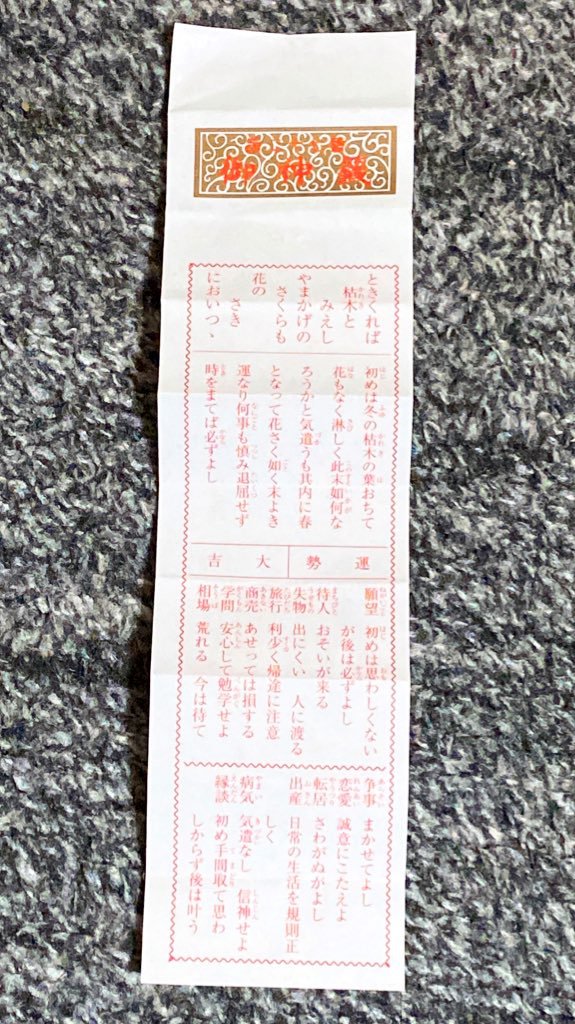 おみくじ
御神籤
ときくれば
枯木と
みえし
やまかげの
さくらも
花の
さき
においつゝ
初めは冬の枯木の葉おちて
花もなく淋しく此末如何な
ろうかと気遣うも其内に春
となって花さく如く末よき
運なり何事も慎み退屈せず
時をまてば必ずよし
運勢
大吉
願望 初めは思わしくない
が後は必ずよし
待人 おそいが来る
失物 出にくい 人に渡る
旅行 利少く帰途に注意
商売 あせっては損する
学問 安心して勉学せよ
相場 荒れる 今は待て
争事 まかせてよし
恋愛 誠意にこたえよ
転居 さわがぬがよし
出産 日常の生活を規則正
しく
病気 気遣なし 信神せよ
縁談 初め手間取て思わ
しからず後は叶う